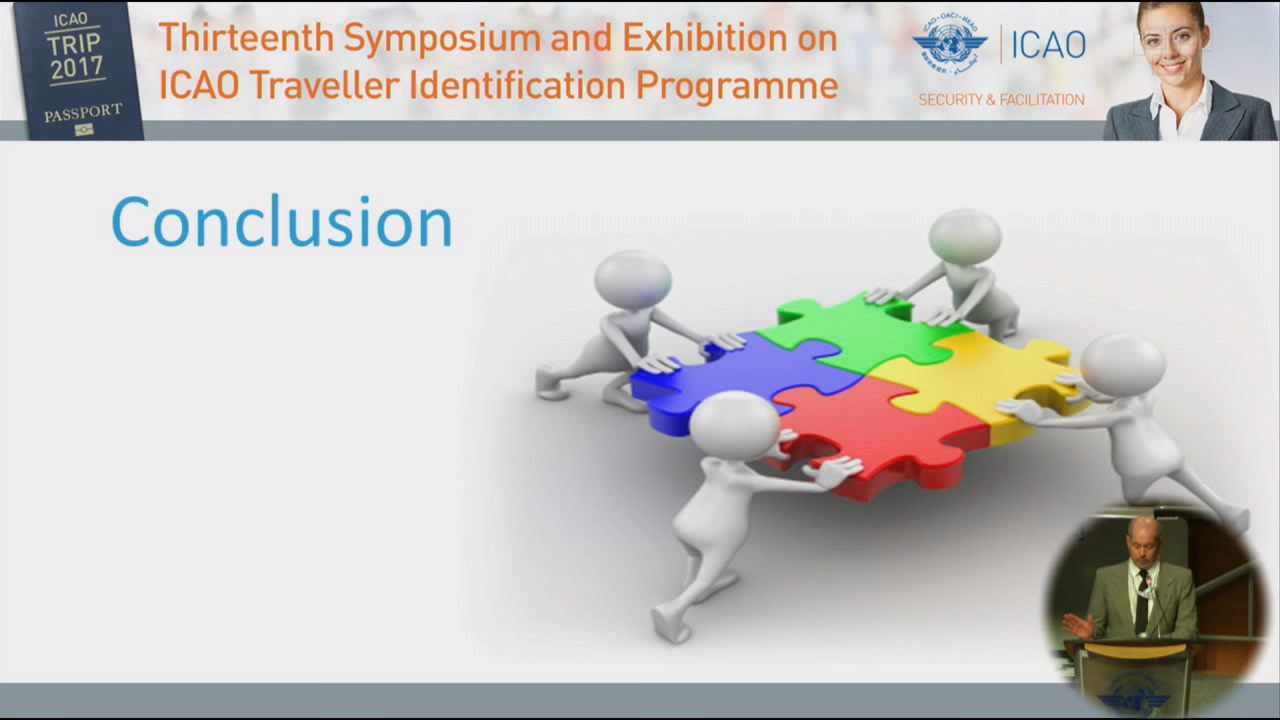 ICAO
TRIP
2017
PASSPORT
Thirteenth Symposium and Exhibition on
ICAO Traveller Identification Programme
ICAO
SECURITY & FACILITATION
Conclusion